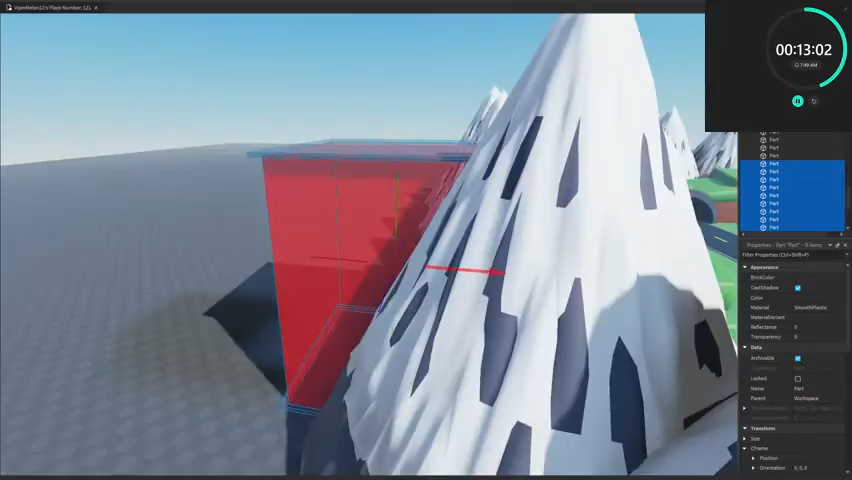 ViperMelon12's Place Number: 121
00:13:02
7:49 AM
Part
Part
Part
Part
Part
Part
Part
Part
Part
Part
Part
Part
Properties - Part "Part" - 9 items
Filter Properties (Ctrl+Shift+P)
Appearance
BrickColor
CastShadow
Color
Material SmoothPlastic
MaterialVariant
Reflectance 0
Transparency 0
Data
Archivable
Locked
Name Part
Parent Workspace
Transform
Size
CFrame
Position
Orientation 0, 0, 0